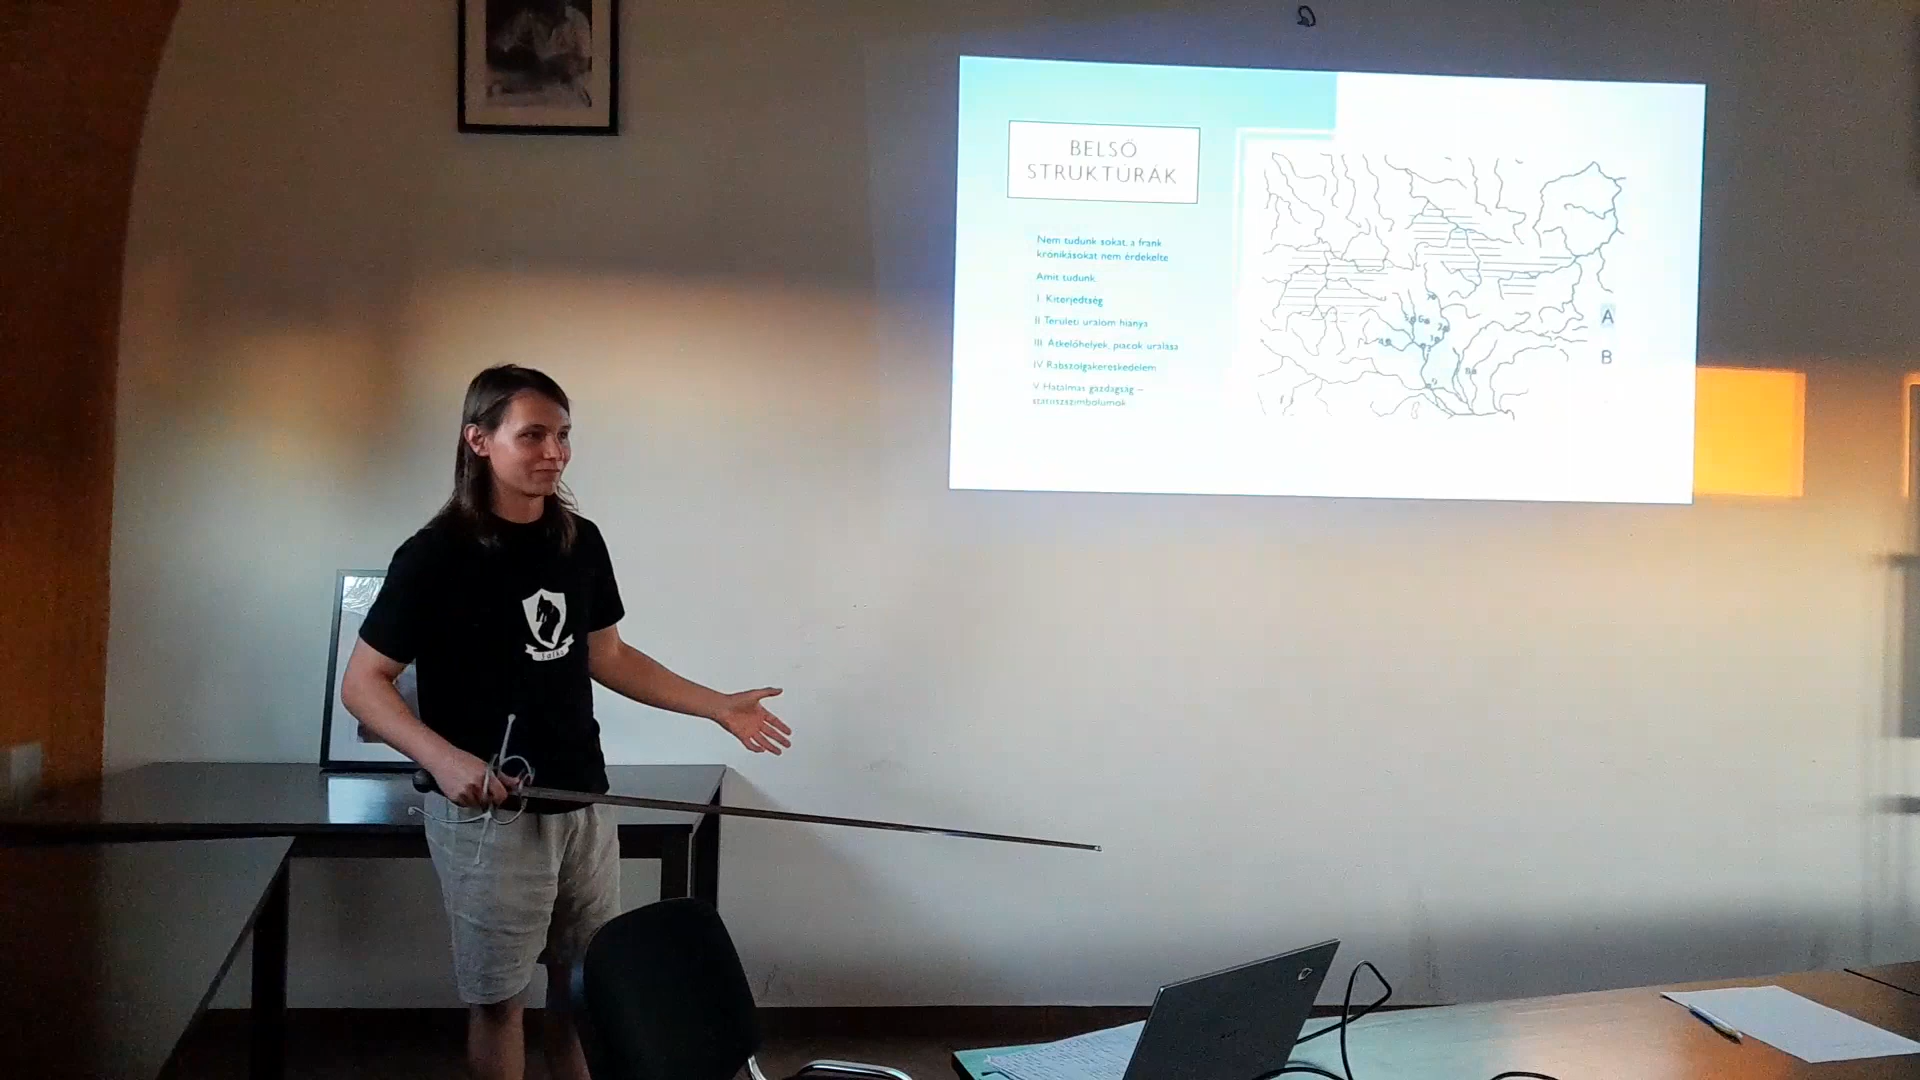 BELSŐ
STRUKTÚRÁK
Nem tudunk sokat, a frank
krónikásokat nem érdekelte
Amit tudunk:
I. Kiterjedtség
II. Területi uralom hiánya
III. Átkelőhelyek, piacok uralása
IV. Rabszolgakereskedelem
V. Hatalmas gazdagság –
státuszszimbólumok
A
B